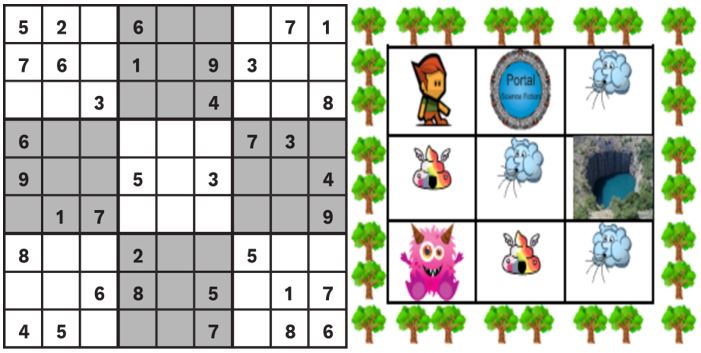 5 2 6 7 1
7 6 1 9 3
3 4 8
6 7 3
9 5 3 4
1 7 9
8 2 5
6 8 5 1 7
4 5 7 8 6
Portal
Science Fiction